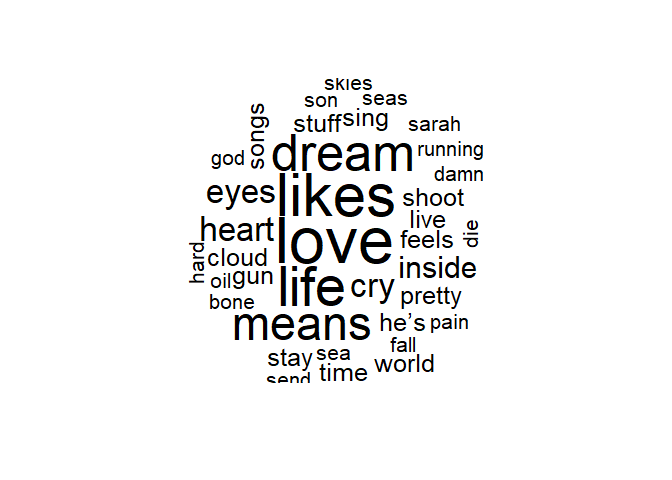 skies
son seas
songs stuff sing sarah
god dream running
damn
eyes likes shoot
live
heart love feels die
hard cloud inside
oil gun life cry pretty
bone
means he's pain
fall
stay sea world
send time